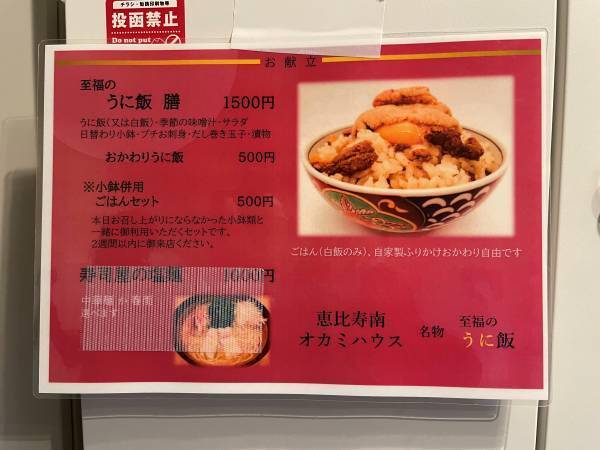 チラシ・勧誘印刷物等
投函禁止
Do not put
お献立
至福の
うに飯 膳 1500円
うに飯(又は白飯)・季節の味噌汁・サラダ
日替わり小鉢・プチお刺身・だし巻き玉子・漬物
おかわりうに飯 500円
※小鉢併用
ごはんセット 500円
本日お召し上がりにならなかった小鉢類と
一緒に御利用いただくセットです。
2週間以内に御来店ください。
寿司屋の塩麺 1000円
中華麺か春雨
選べます
ごはん(白飯のみ)、自家製ふりかけおかわり自由です
恵比寿南
オカミハウス
名物
至福の
うに飯